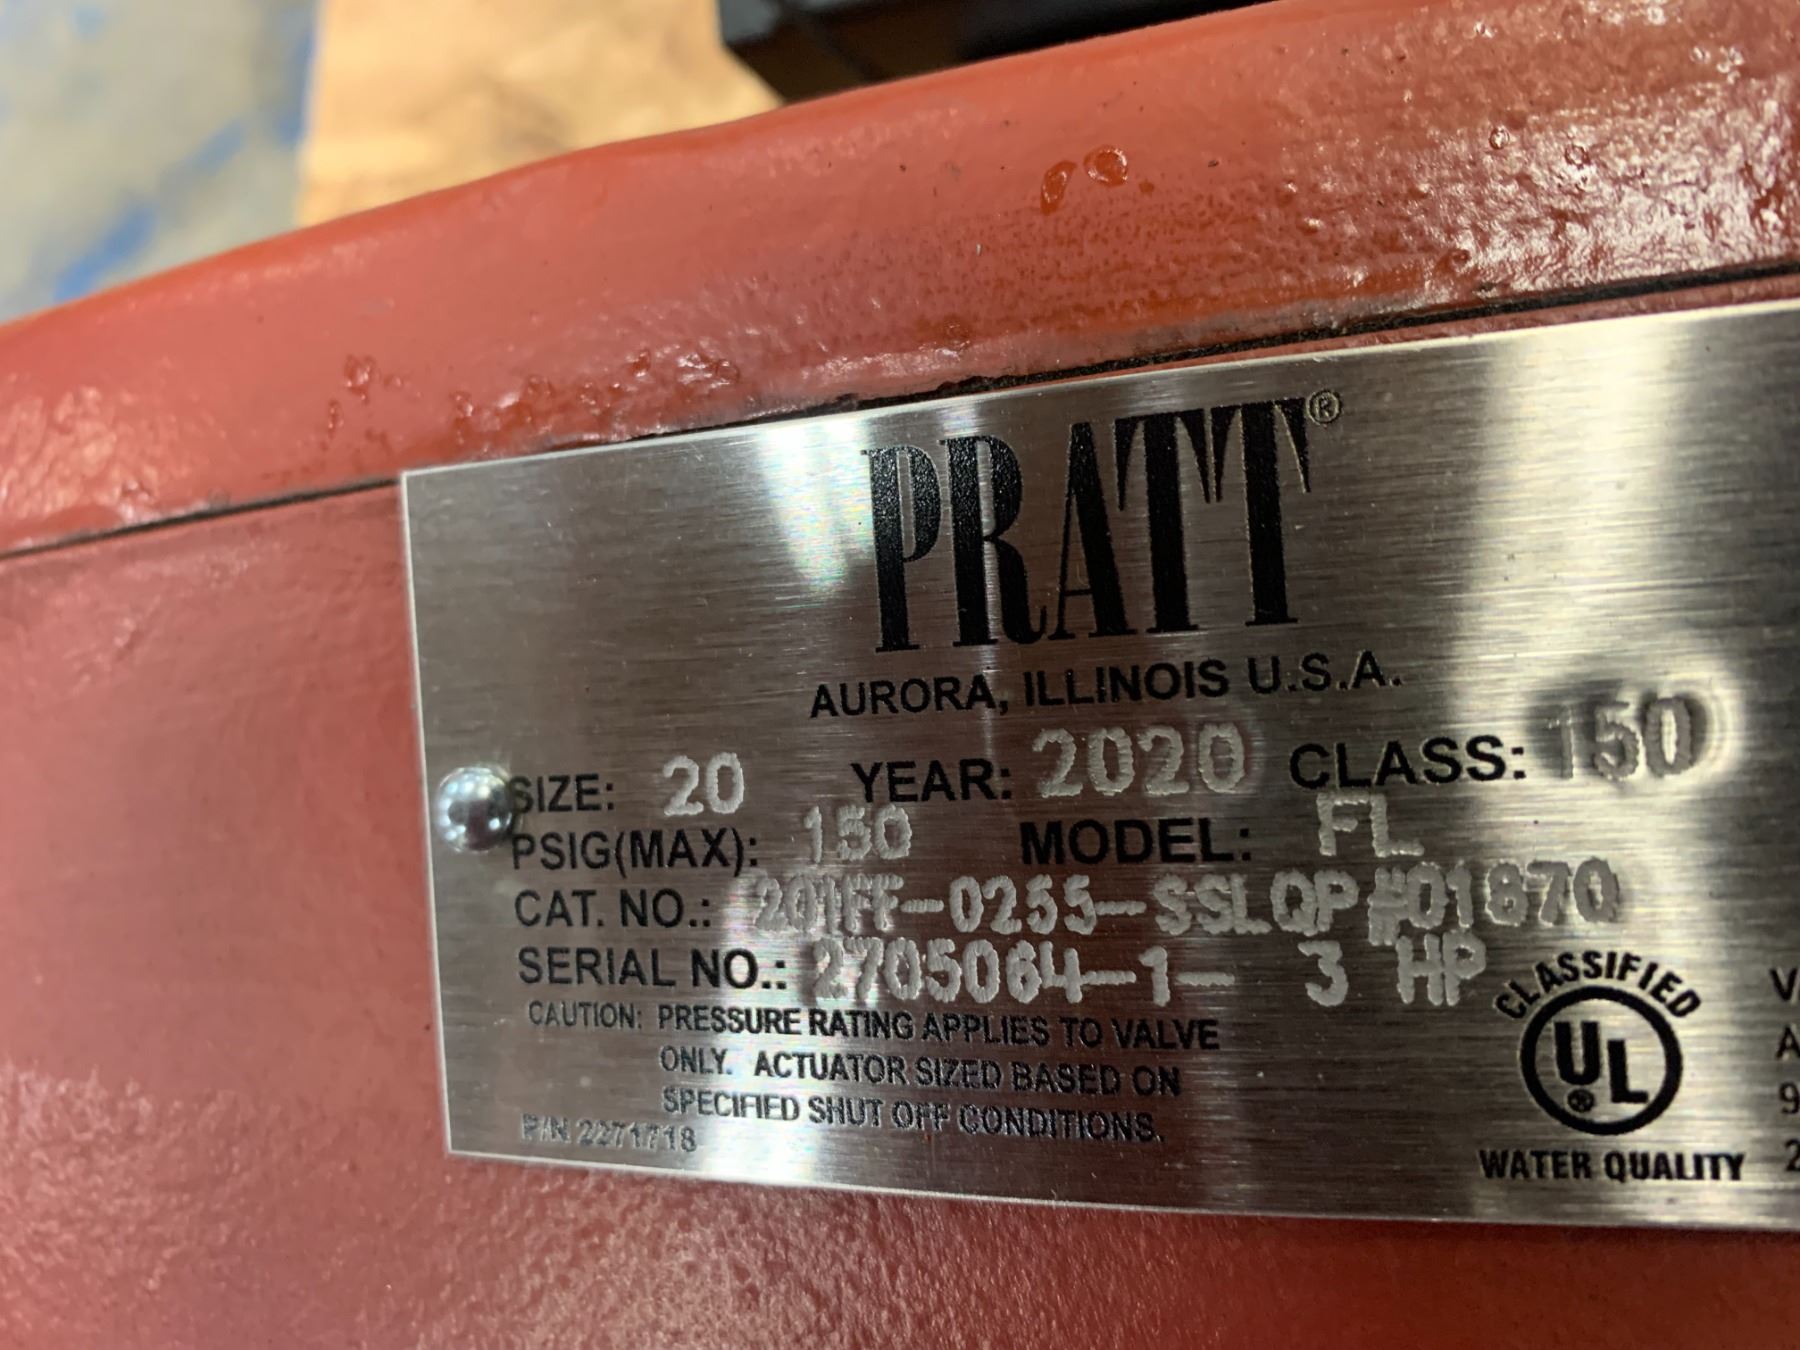 PRATT®
AURORA, ILLINOIS U.S.A.
SIZE: 20 YEAR: 2020 CLASS: 150
PSIG(MAX): 150 MODEL: FL
CAT. NO.: 201FF-0255-SSLQP#01870
SERIAL NO.: 2705064-1- 3 HP
CAUTION: PRESSURE RATING APPLIES TO VALVE
ONLY. ACTUATOR SIZED BASED ON
SPECIFIED SHUT OFF CONDITIONS.
P/N 2271718
CLASSIFIED
UL®
WATER QUALITY